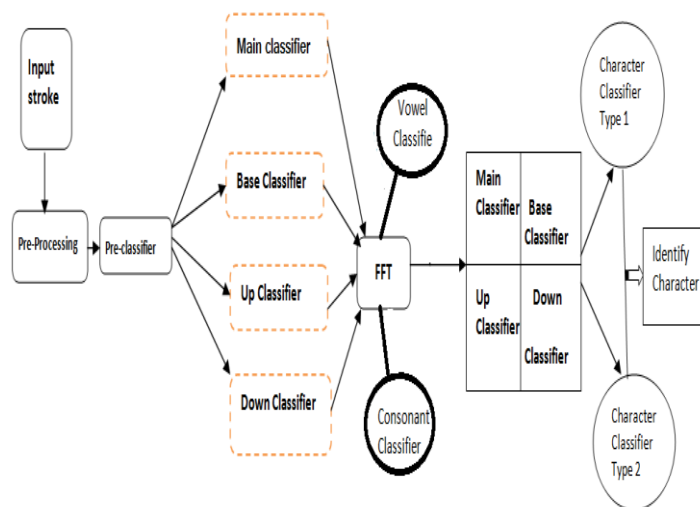 Input
stroke
Pre-Processing
Pre-classifier
Main classifier
Base Classifier
Up Classifier
Down Classifier
FFT
Vowel
Classifie
Consonant
Classifier
Main
Classifier
Base
Classifier
Up
Classifier
Down
Classifier
Character
Classifier
Type 1
Character
Classifier
Type 2
Identify
Character